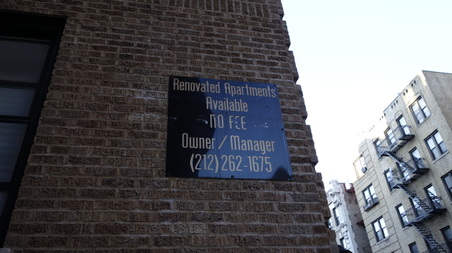 Renovated Apartments
Available
NO FEE
Owner / Manager
(212) 262-1675